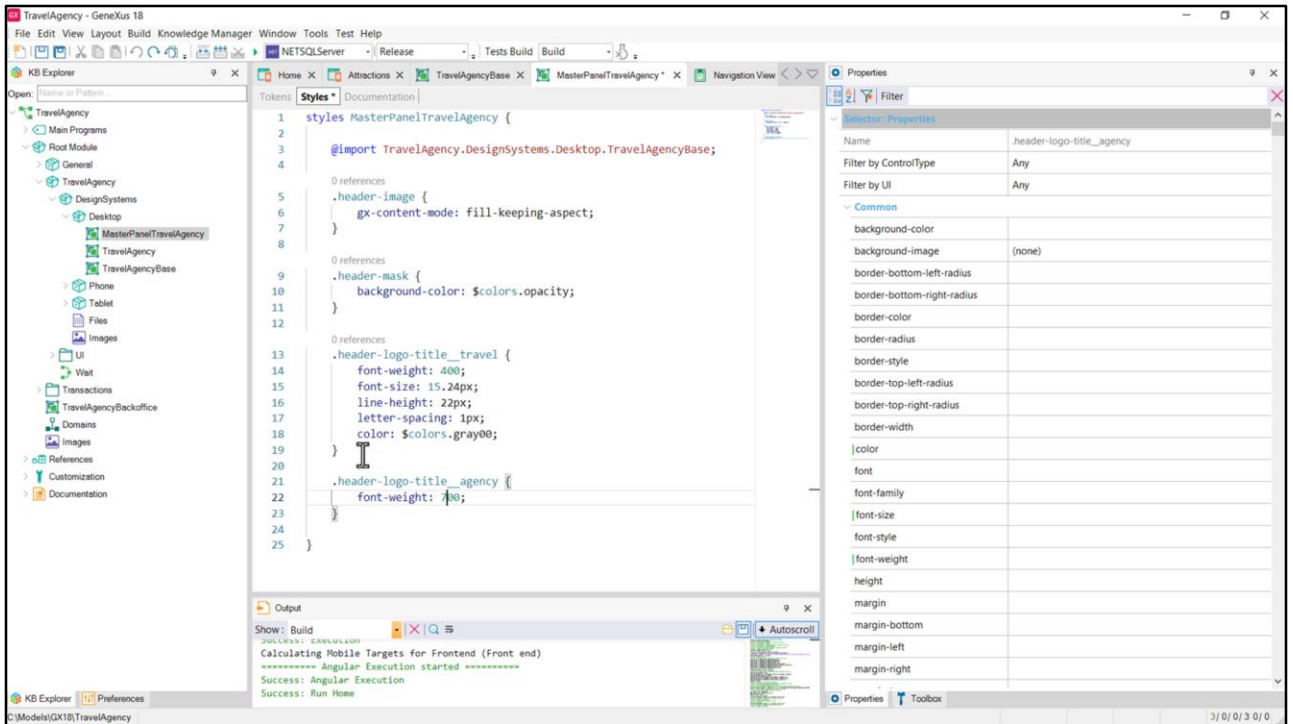 GX TravelAgency - GeneXus 18
File Edit View Layout Build Knowledge Manager Window Tools Test Help
NETSQLServer Release Tests Build Build
KB Explorer
Open: Name or Pattern...
TravelAgency
Main Programs
Root Module
General
TravelAgency
DesignSystems
Desktop
MasterPanelTravelAgency
TravelAgency
TravelAgencyBase
Phone
Tablet
Files
Images
UI
Wait
Transactions
TravelAgencyBackoffice
Domains
Images
References
Customization
Documentation
KB Explorer Preferences
Home X Attractions X TravelAgencyBase X MasterPanelTravelAgency * X Navigation View
Tokens Styles * Documentation
1 styles MasterPanelTravelAgency {
2
3 @import TravelAgency.DesignSystems.Desktop.TravelAgencyBase;
4
0 references
5 .header-image {
6 gx-content-mode: fill-keeping-aspect;
7 }
8
0 references
9 .header-mask {
10 background-color: $colors.opacity;
11 }
12
0 references
13 .header-logo-title__travel {
14 font-weight: 400;
15 font-size: 15.24px;
16 line-height: 22px;
17 letter-spacing: 1px;
18 color: $colors.gray00;
19 }
20
21 .header-logo-title__agency {
22 font-weight: 700;
23 }
24
25 }
Output
Show: Build Autoscroll
Success: Execution
Calculating Mobile Targets for Frontend (Front end)
========== Angular Execution started ==========
Success: Angular Execution
Success: Run Home
Properties
Filter
Selector: Properties
Name .header-logo-title__agency
Filter by ControlType Any
Filter by UI Any
Common
background-color
background-image (none)
border-bottom-left-radius
border-bottom-right-radius
border-color
border-radius
border-style
border-top-left-radius
border-top-right-radius
border-width
color
font
font-family
font-size
font-style
font-weight
height
margin
margin-bottom
margin-left
margin-right
Properties Toolbox
C:\Models\GX18\TravelAgency 3/0/0/3 0/0